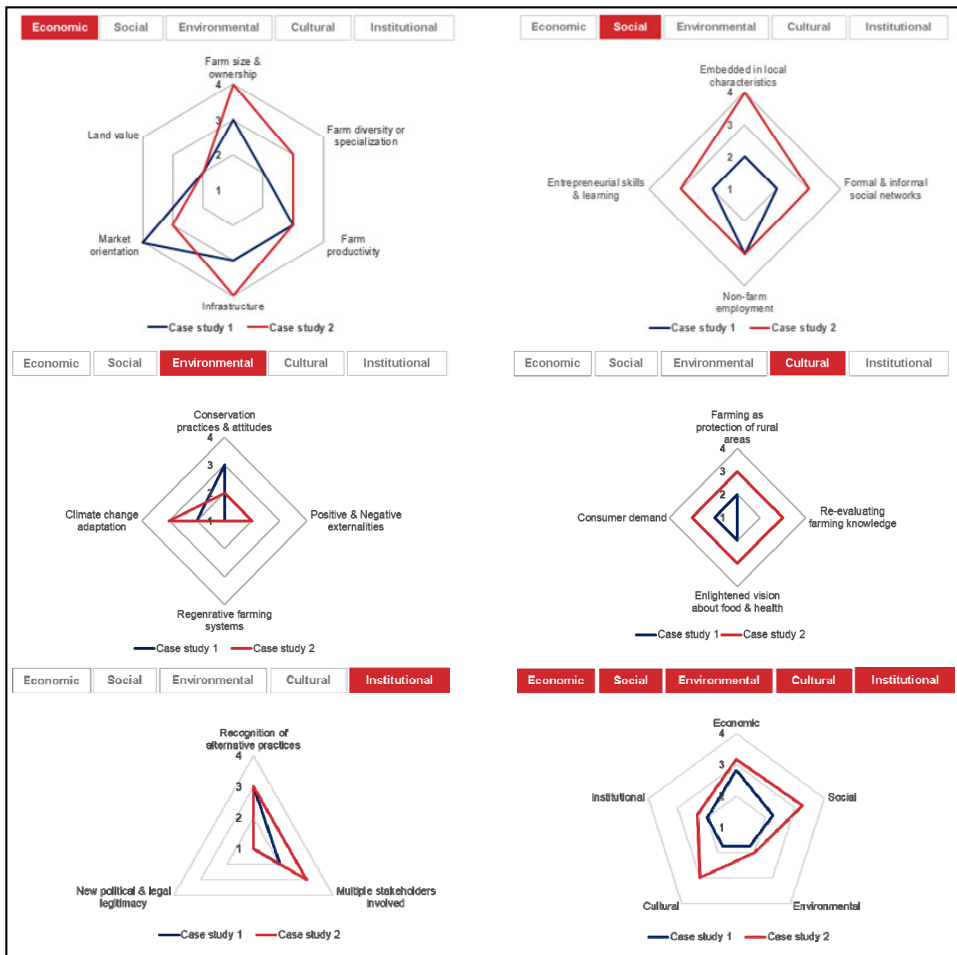 Economic Social Environmental Cultural Institutional
Farm size &
ownership
4
3
2
1
Land value
Farm diversity or
specialization
Market
orientation
Farm
productivity
Infrastructure
Case study 1 Case study 2
Economic Social Environmental Cultural Institutional
Embedded in local
characteristics
4
3
2
1
Entrepreneurial skills
& learning
Formal & informal
social networks
Non-farm
employment
Case study 1 Case study 2
Economic Social Environmental Cultural Institutional
Conservation
practices & attitudes
4
3
2
1
Climate change
adaptation
Positive & Negative
externalities
Regenrative farming
systems
Case study 1 Case study 2
Economic Social Environmental Cultural Institutional
Farming as
protection of rural
areas
4
3
2
1
Consumer demand
Re-evaluating
farming knowledge
Enlightened vision
about food & health
Case study 1 Case study 2
Economic Social Environmental Cultural Institutional
Recognition of
alternative practices
4
3
2
1
New political & legal
legitimacy
Multiple stakeholders
involved
Case study 1 Case study 2
Economic Social Environmental Cultural Institutional
Economic
4
3
2
1
Institutional
Social
Cultural
Environmental
Case study 1 Case study 2